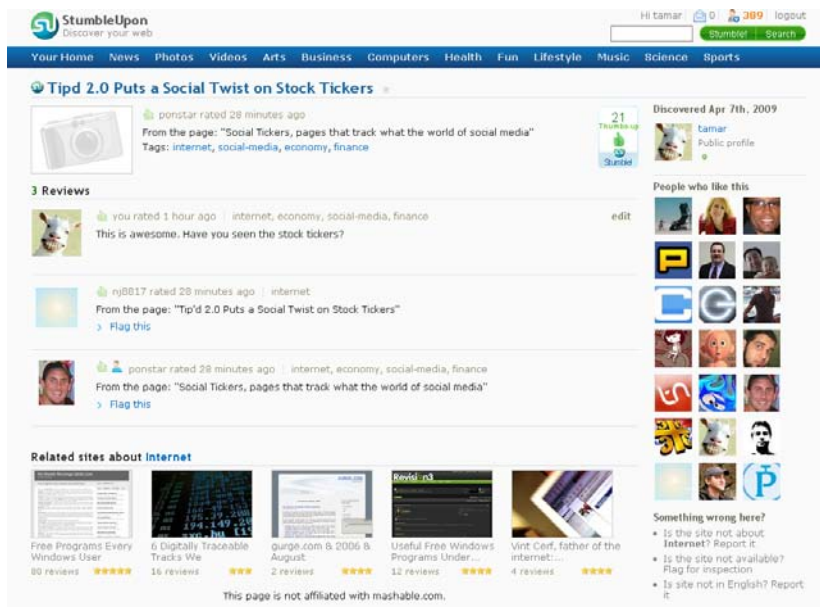 StumbleUpon
Discover your web
Hi tamar 0 389 logout
Stumble! Search
Your Home News Photos Videos Arts Business Computers Health Fun Lifestyle Music Science Sports
Tipd 2.0 Puts a Social Twist on Stock Tickers
ponstar rated 28 minutes ago
From the page: "Social Tickers, pages that track what the world of social media"
Tags: internet, social-media, economy, finance
21
Thumbs up
Stumble!
Discovered Apr 7th, 2009
tamar
Public profile
3 Reviews
you rated 1 hour ago internet, economy, social-media, finance edit
This is awesome. Have you seen the stock tickers?
nj8817 rated 28 minutes ago internet
From the page: "Tip'd 2.0 Puts a Social Twist on Stock Tickers"
> Flag this
ponstar rated 28 minutes ago internet, economy, social-media, finance
From the page: "Social Tickers, pages that track what the world of social media"
> Flag this
People who like this
Related sites about Internet
Revision3
Free Programs Every
Windows User
80 reviews
6 Digitally Traceable
Tracks We
16 reviews
gurge.com & 2006 &
August
2 reviews
Useful Free Windows
Programs Under...
12 reviews
Vint Cerf, father of the
internet:...
4 reviews
Something wrong here?
Is the site not about
Internet? Report it
Is the site not available?
Flag for inspection
Is site not in English? Report
it
This page is not affiliated with mashable.com.